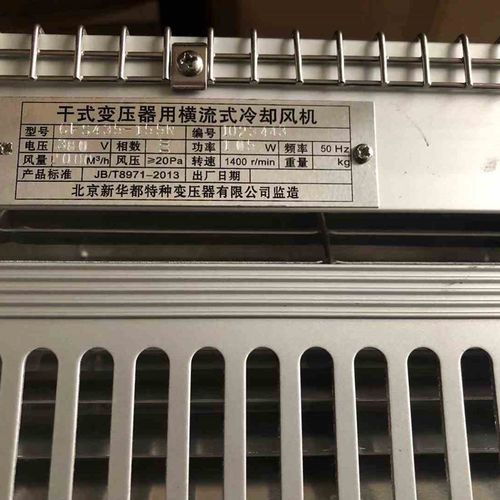 干式变压器用横流式冷却风机
型号 编号
电压 380 V 相数 三 功率 W 频率 50 Hz
风量 M³/h 风压 ≥20Pa 转速 1400 r/min 重量 kg
产品标准 JB/T8971-2013 出厂日期
北京新华都特种变压器有限公司监造